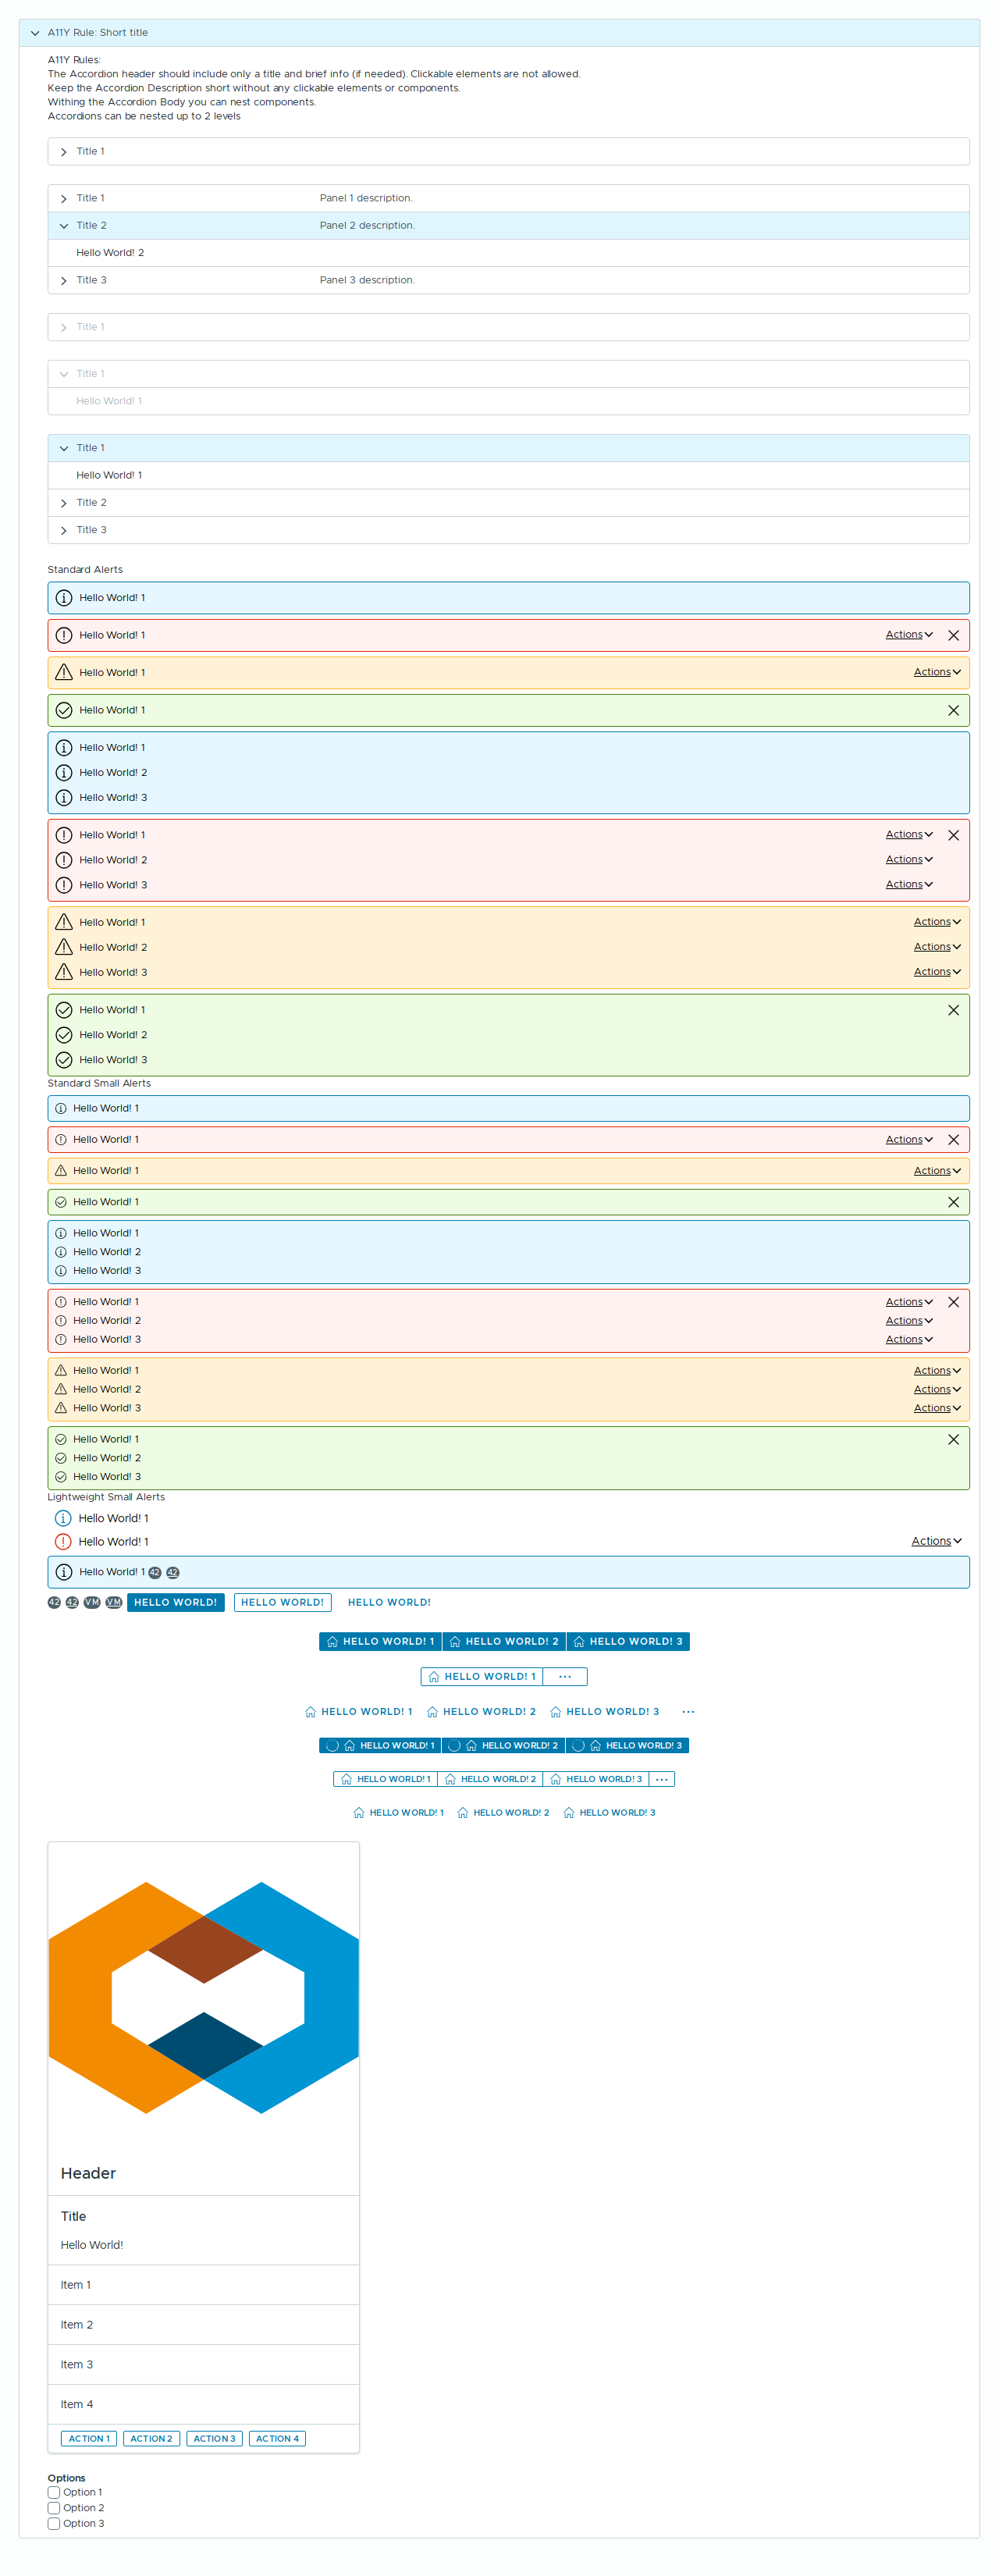 A11Y Rule: Short title
A11Y Rules:
The Accordion header should include only a title and brief info (if needed). Clickable elements are not allowed.
Keep the Accordion Description short without any clickable elements or components.
Withing the Accordion Body you can nest components.
Accordions can be nested up to 2 levels
Title 1
Title 1 Panel 1 description.
Title 2 Panel 2 description.
Hello World! 2
Title 3 Panel 3 description.
Title 1
Title 1
Hello World! 1
Title 1
Hello World! 1
Title 2
Title 3
Standard Alerts
Hello World! 1
Hello World! 1 Actions
Hello World! 1 Actions
Hello World! 1
Hello World! 1
Hello World! 2
Hello World! 3
Hello World! 1 Actions
Hello World! 2 Actions
Hello World! 3 Actions
Hello World! 1 Actions
Hello World! 2 Actions
Hello World! 3 Actions
Hello World! 1
Hello World! 2
Hello World! 3
Standard Small Alerts
Hello World! 1
Hello World! 1 Actions
Hello World! 1 Actions
Hello World! 1
Hello World! 1
Hello World! 2
Hello World! 3
Hello World! 1 Actions
Hello World! 2 Actions
Hello World! 3 Actions
Hello World! 1 Actions
Hello World! 2 Actions
Hello World! 3 Actions
Hello World! 1
Hello World! 2
Hello World! 3
Lightweight Small Alerts
Hello World! 1
Hello World! 1 Actions
Hello World! 1 42 42
42 42 VM VM HELLO WORLD! HELLO WORLD! HELLO WORLD!
HELLO WORLD! 1 HELLO WORLD! 2 HELLO WORLD! 3
HELLO WORLD! 1 ...
HELLO WORLD! 1 HELLO WORLD! 2 HELLO WORLD! 3 ...
HELLO WORLD! 1 HELLO WORLD! 2 HELLO WORLD! 3
HELLO WORLD! 1 HELLO WORLD! 2 HELLO WORLD! 3 ...
HELLO WORLD! 1 HELLO WORLD! 2 HELLO WORLD! 3
Header
Title
Hello World!
Item 1
Item 2
Item 3
Item 4
ACTION 1 ACTION 2 ACTION 3 ACTION 4
Options
Option 1
Option 2
Option 3